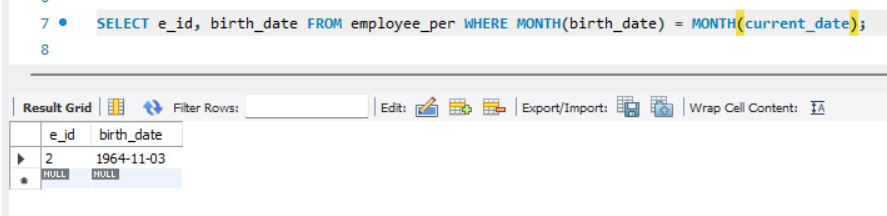 7 SELECT e_id, birth_date FROM employee_per WHERE MONTH(birth_date) = MONTH(current_date);
8
Result Grid Filter Rows: Edit: Export/Import: Wrap Cell Content: IA
e_id birth_date
2 1964-11-03
NULL NULL